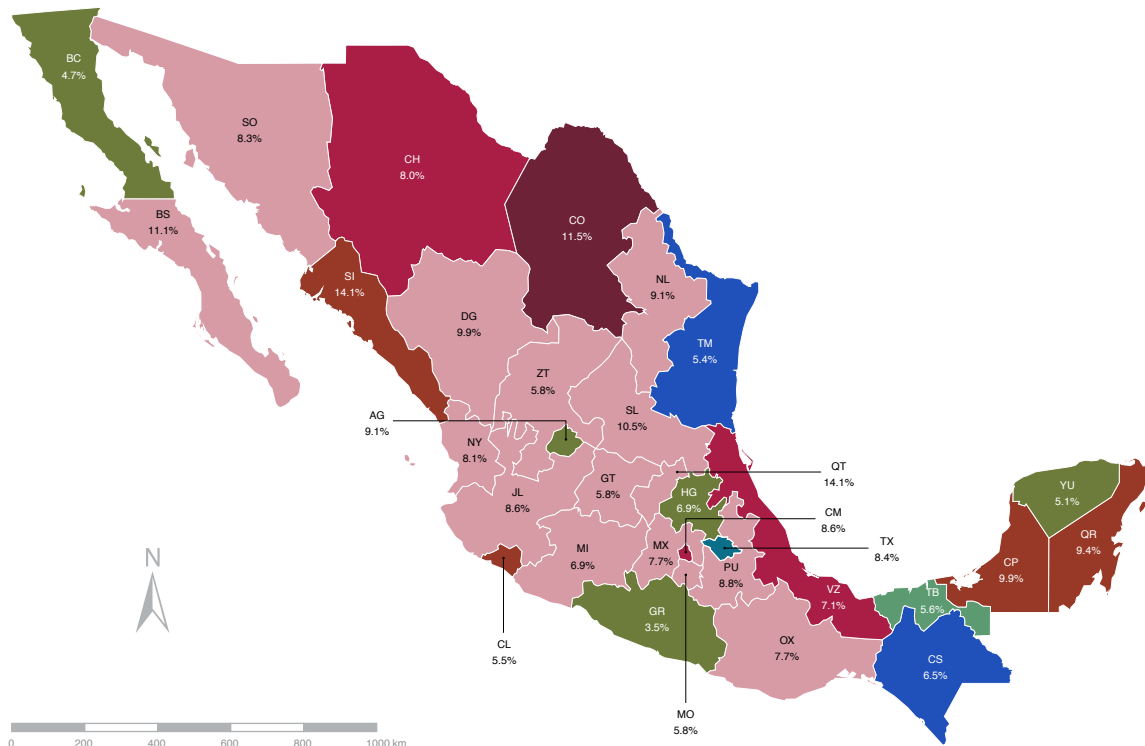 BC
4.7%
SO
8.3%
CH
8.0%
BS
11.1%
CO
11.5%
SI
14.1%
NL
9.1%
DG
9.9%
TM
5.4%
ZT
5.8%
AG
9.1%
SL
10.5%
NY
8.1%
QT
14.1%
GT
5.8%
JL
8.6%
HG
6.9%
YU
5.1%
CM
8.6%
QR
9.4%
TX
8.4%
MX
7.7%
MI
6.9%
PU
8.8%
CP
9.9%
N
VZ
7.1%
TB
5.6%
GR
3.5%
CL
5.5%
OX
7.7%
CS
6.5%
MO
5.8%
0 200 400 600 800 1000 km